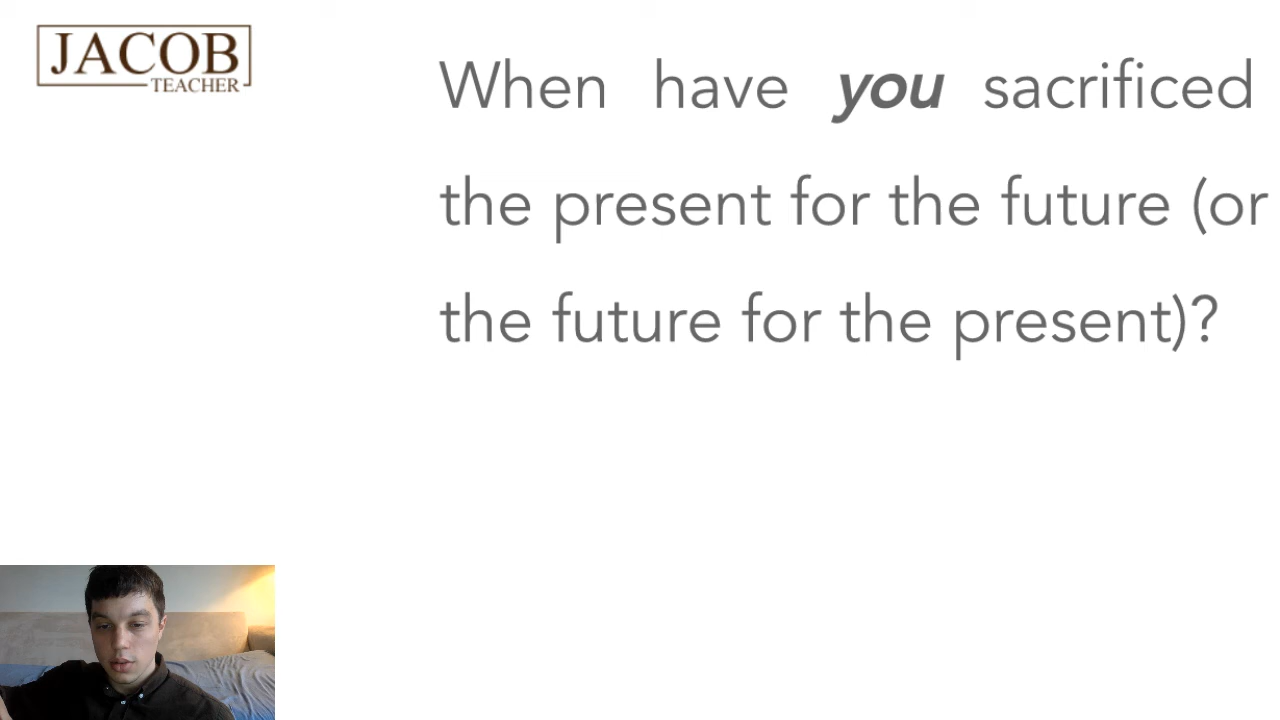 JACOB
TEACHER
When have you sacrificed
the present for the future (or
the future for the present)?